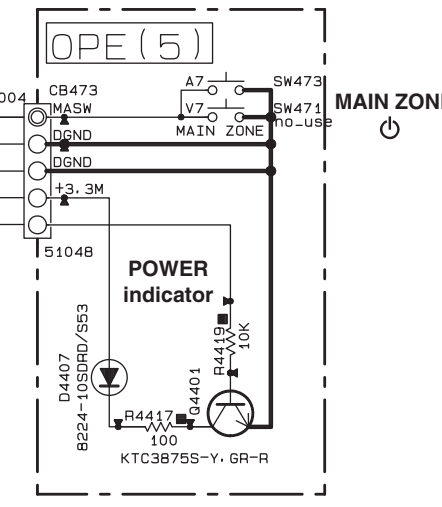 OPE(5)
004
CB473
MASW
DGND
DGND
+3.3M
51048
A7
SW473
V7
SW471
no_use
MAIN ZONE
MAIN ZONE
POWER
indicator
D4407
8224-10SDRD/S53
R4419
10K
Q4401
R4417
100
KTC3875S-Y,GR-R